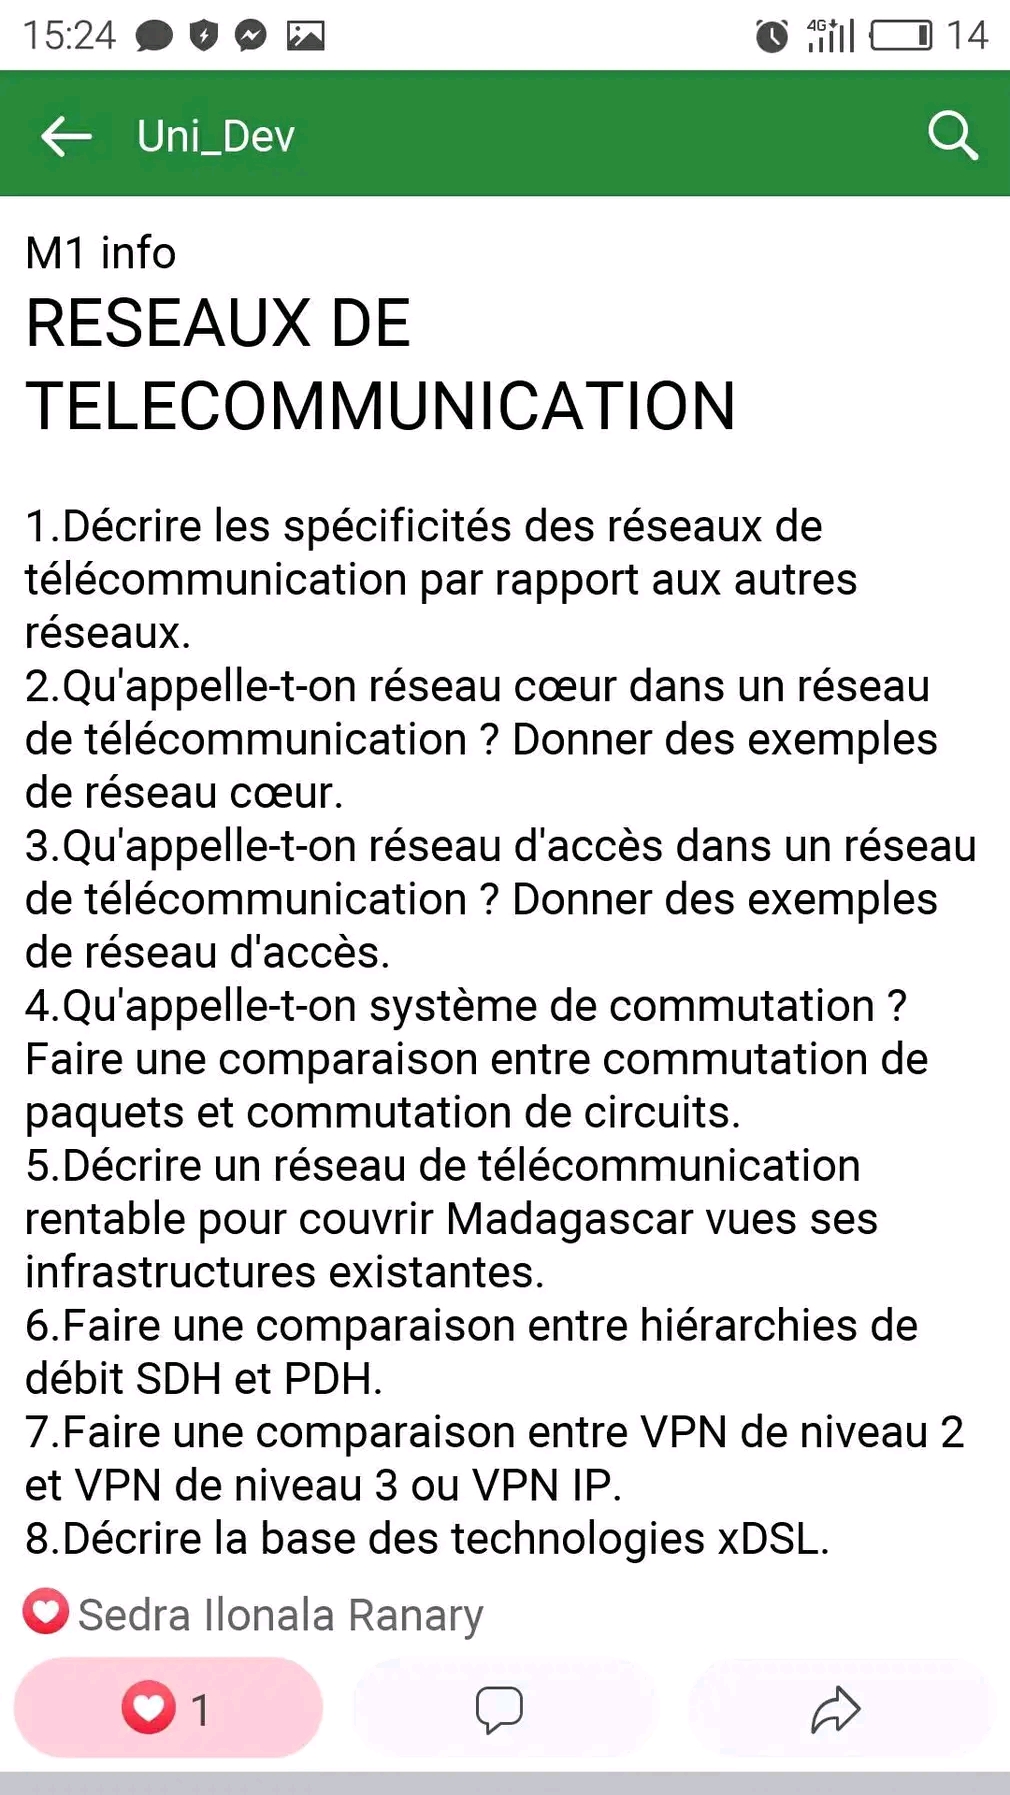 15:24 4G 14
Uni_Dev
M1 info
RESEAUX DE
TELECOMMUNICATION
1.Décrire les spécificités des réseaux de
télécommunication par rapport aux autres
réseaux.
2.Qu'appelle-t-on réseau cœur dans un réseau
de télécommunication ? Donner des exemples
de réseau cœur.
3.Qu'appelle-t-on réseau d'accès dans un réseau
de télécommunication ? Donner des exemples
de réseau d'accès.
4.Qu'appelle-t-on système de commutation ?
Faire une comparaison entre commutation de
paquets et commutation de circuits.
5.Décrire un réseau de télécommunication
rentable pour couvrir Madagascar vues ses
infrastructures existantes.
6.Faire une comparaison entre hiérarchies de
débit SDH et PDH.
7.Faire une comparaison entre VPN de niveau 2
et VPN de niveau 3 ou VPN IP.
8.Décrire la base des technologies xDSL.
Sedra Ilonala Ranary
1